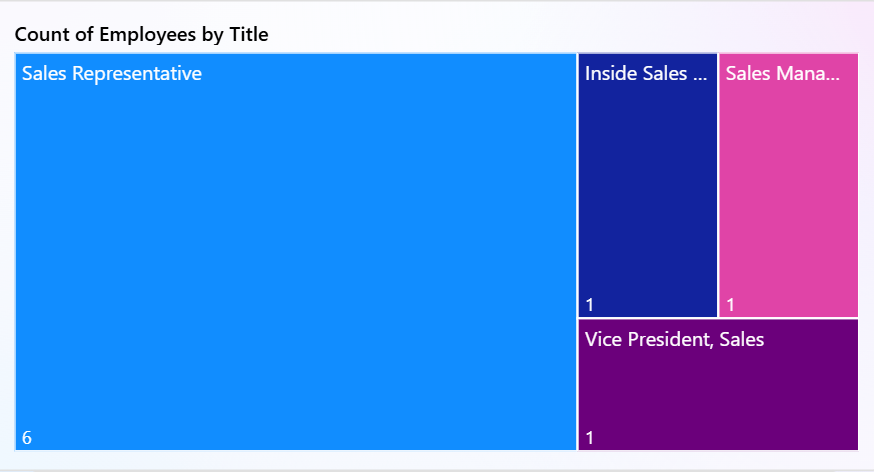 Count of Employees by Title
Sales Representative
6
Inside Sales ...
1
Sales Mana...
1
Vice President, Sales
1